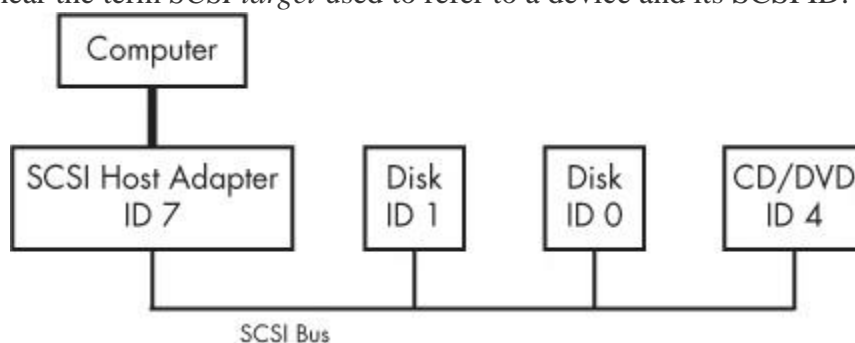 hear the term SCSI target used to refer to a device and its SCSI ID.
Computer
SCSI Host Adapter
ID 7
Disk
ID 1
Disk
ID 0
CD/DVD
ID 4
SCSI Bus